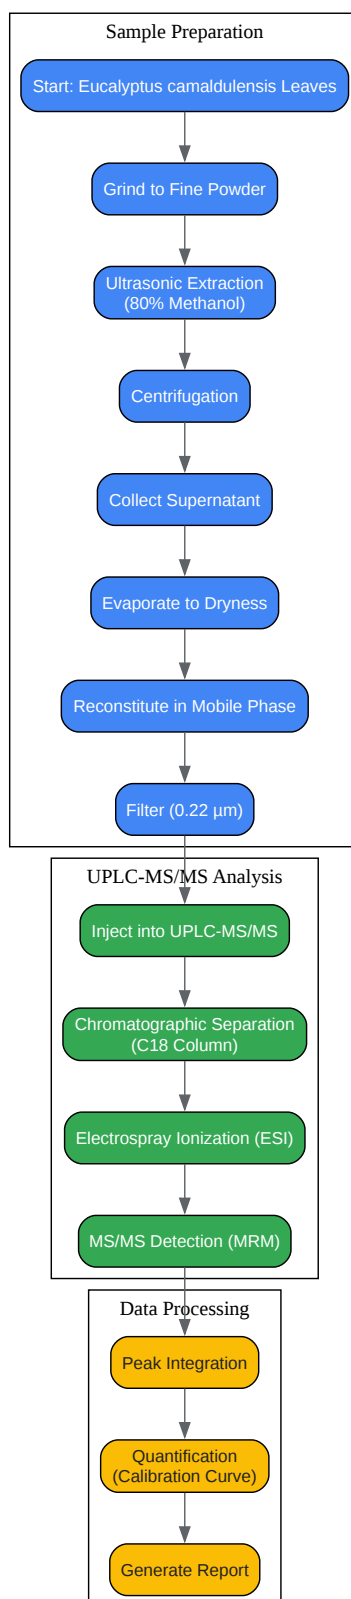 Sample Preparation
Start: Eucalyptus camaldulensis Leaves
Grind to Fine Powder
Ultrasonic Extraction
(80% Methanol)
Centrifugation
Collect Supernatant
Evaporate to Dryness
Reconstitute in Mobile Phase
Filter (0.22 µm)
UPLC-MS/MS Analysis
Inject into UPLC-MS/MS
Chromatographic Separation
(C18 Column)
Electrospray Ionization (ESI)
MS/MS Detection (MRM)
Data Processing
Peak Integration
Quantification
(Calibration Curve)
Generate Report